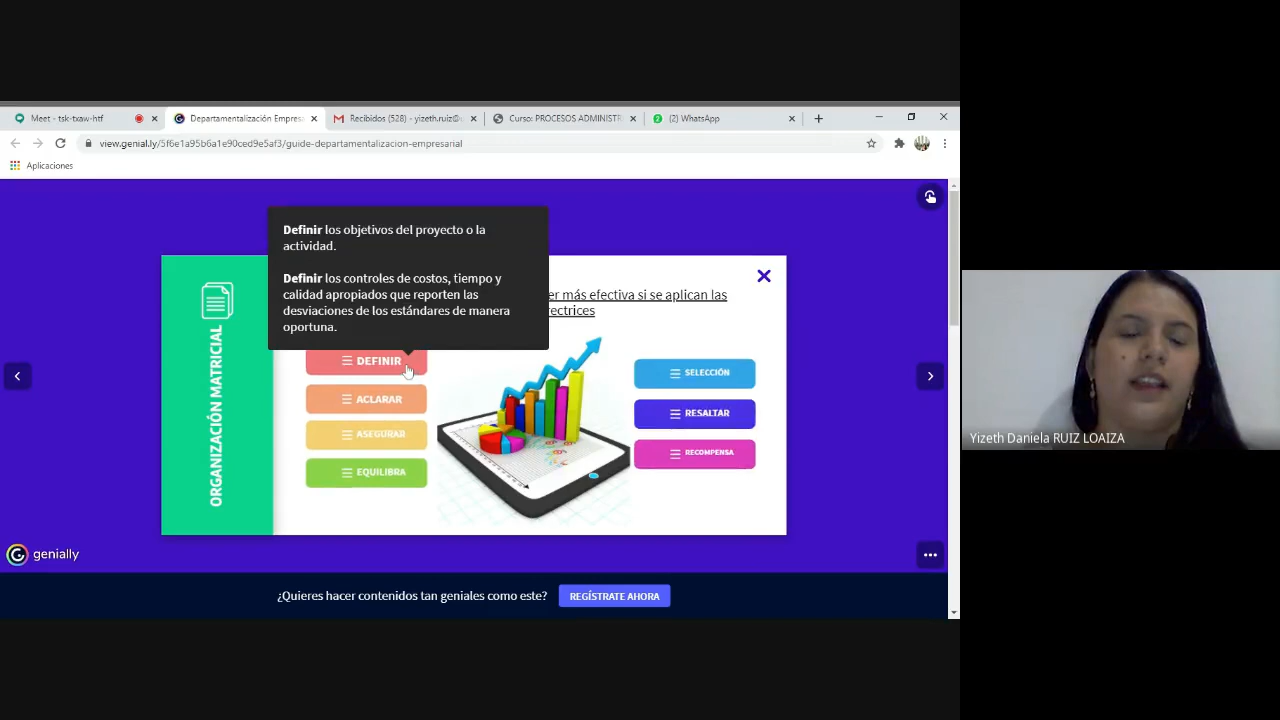 Meet - tsk-txaw-htf
Departamentalización Empresa
Recibidos (528) - yizeth.ruiz@u
Curso: PROCESOS ADMINISTR
(2) WhatsApp
view.genial.ly/5f6e1a95b6a1e90ced9e5af3/guide-departamentalizacion-empresarial
Aplicaciones
Definir los objetivos del proyecto o la
actividad.
Definir los controles de costos, tiempo y
calidad apropiados que reporten las
desviaciones de los estándares de manera
oportuna.
er más efectiva si se aplican las
rectrices
ORGANIZACIÓN MATRICIAL
DEFINIR
ACLARAR
ASEGURAR
EQUILIBRA
SELECCIÓN
RESALTAR
RECOMPENSA
genially
¿Quieres hacer contenidos tan geniales como este?
REGÍSTRATE AHORA
Yizeth Daniela RUIZ LOAIZA